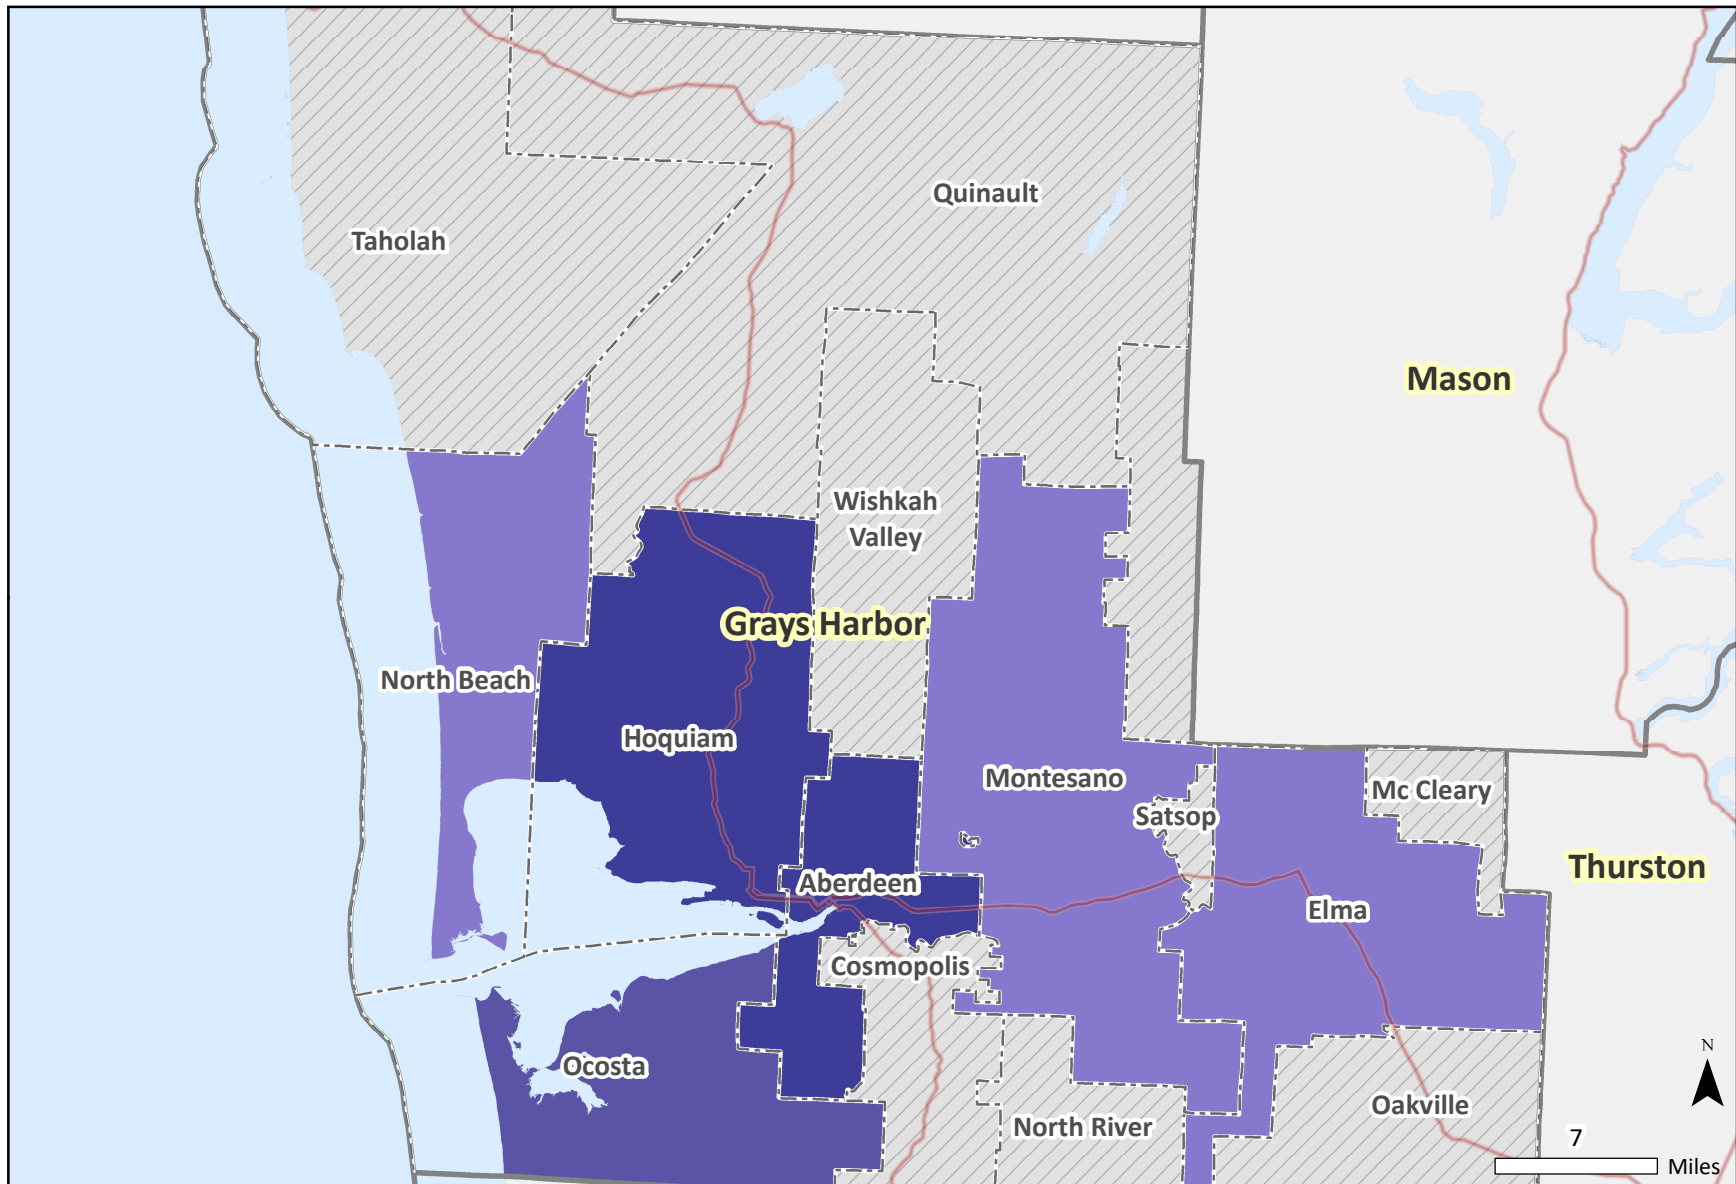 Quinault
Taholah
Mason
Wishkah
Valley
Grays Harbor
North Beach
Hoquiam
Montesano
Mc Cleary
Satsop
Thurston
Aberdeen
Elma
Cosmopolis
Ocosta
N
Oakville
North River
7
Miles